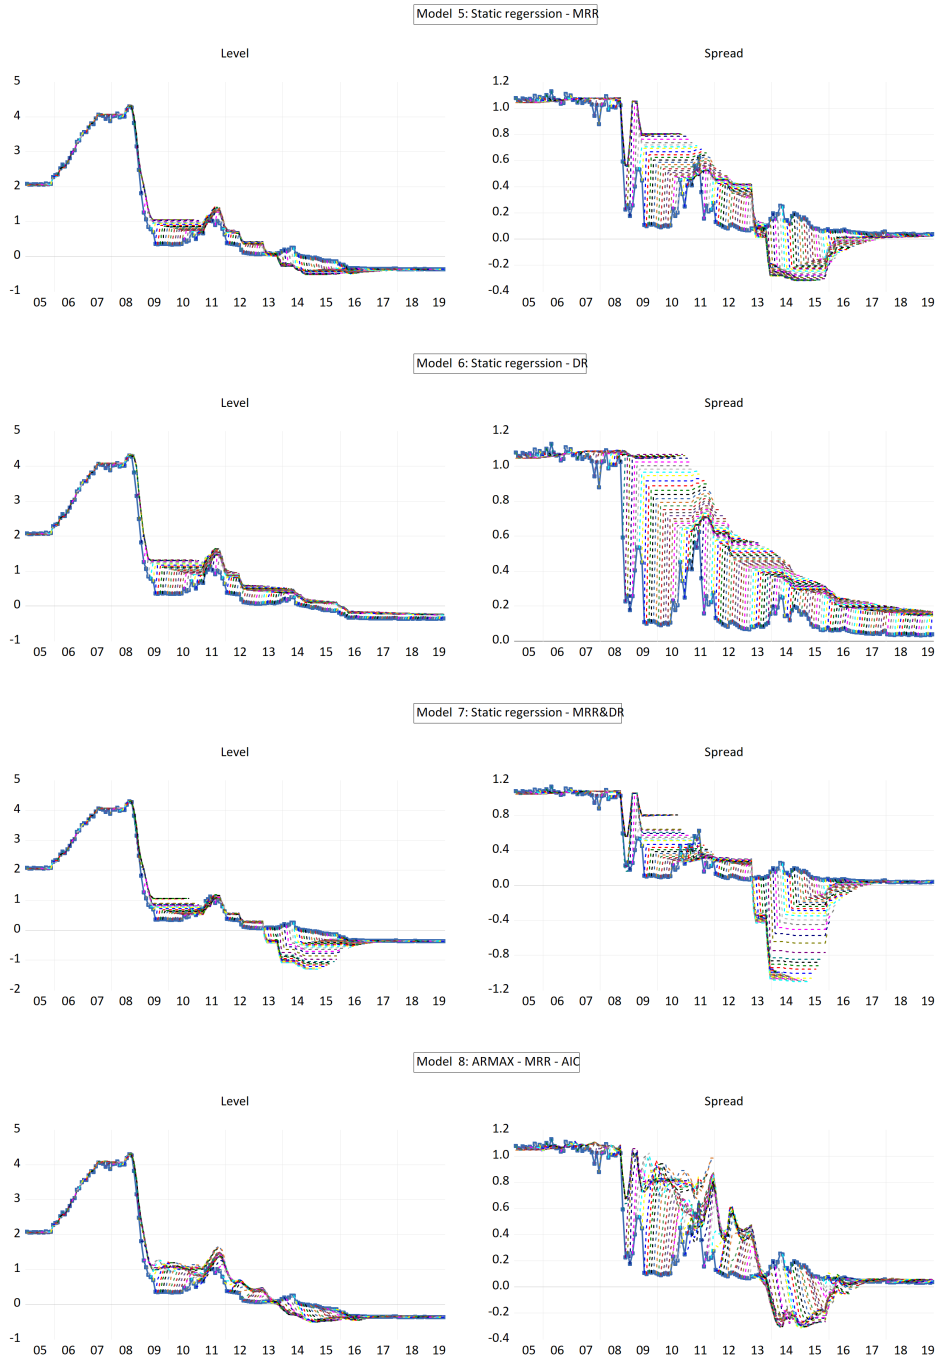 Model 5: Static regerssion - MRR
Level Spread
5 1.2
4 1.0
3 0.8
2 0.6
1 0.4
0 0.2
-1 0.0
-0.2
-0.4
05 06 07 08 09 10 11 12 13 14 15 16 17 18 19 05 06 07 08 09 10 11 12 13 14 15 16 17 18 19
Model 6: Static regerssion - DR
Level Spread
5 1.2
4 1.0
3 0.8
2 0.6
1 0.4
0 0.2
-1 0.0
05 06 07 08 09 10 11 12 13 14 15 16 17 18 19 05 06 07 08 09 10 11 12 13 14 15 16 17 18 19
Model 7: Static regerssion - MRR&DR
Level Spread
5 1.2
4 0.8
3 0.4
2 0.0
1 -0.4
0 -0.8
-1 -1.2
-2
05 06 07 08 09 10 11 12 13 14 15 16 17 18 19 05 06 07 08 09 10 11 12 13 14 15 16 17 18 19
Model 8: ARMAX - MRR - AIC
Level Spread
5 1.2
4 1.0
3 0.8
2 0.6
1 0.4
0 0.2
-1 0.0
-0.2
-0.4
05 06 07 08 09 10 11 12 13 14 15 16 17 18 19 05 06 07 08 09 10 11 12 13 14 15 16 17 18 19